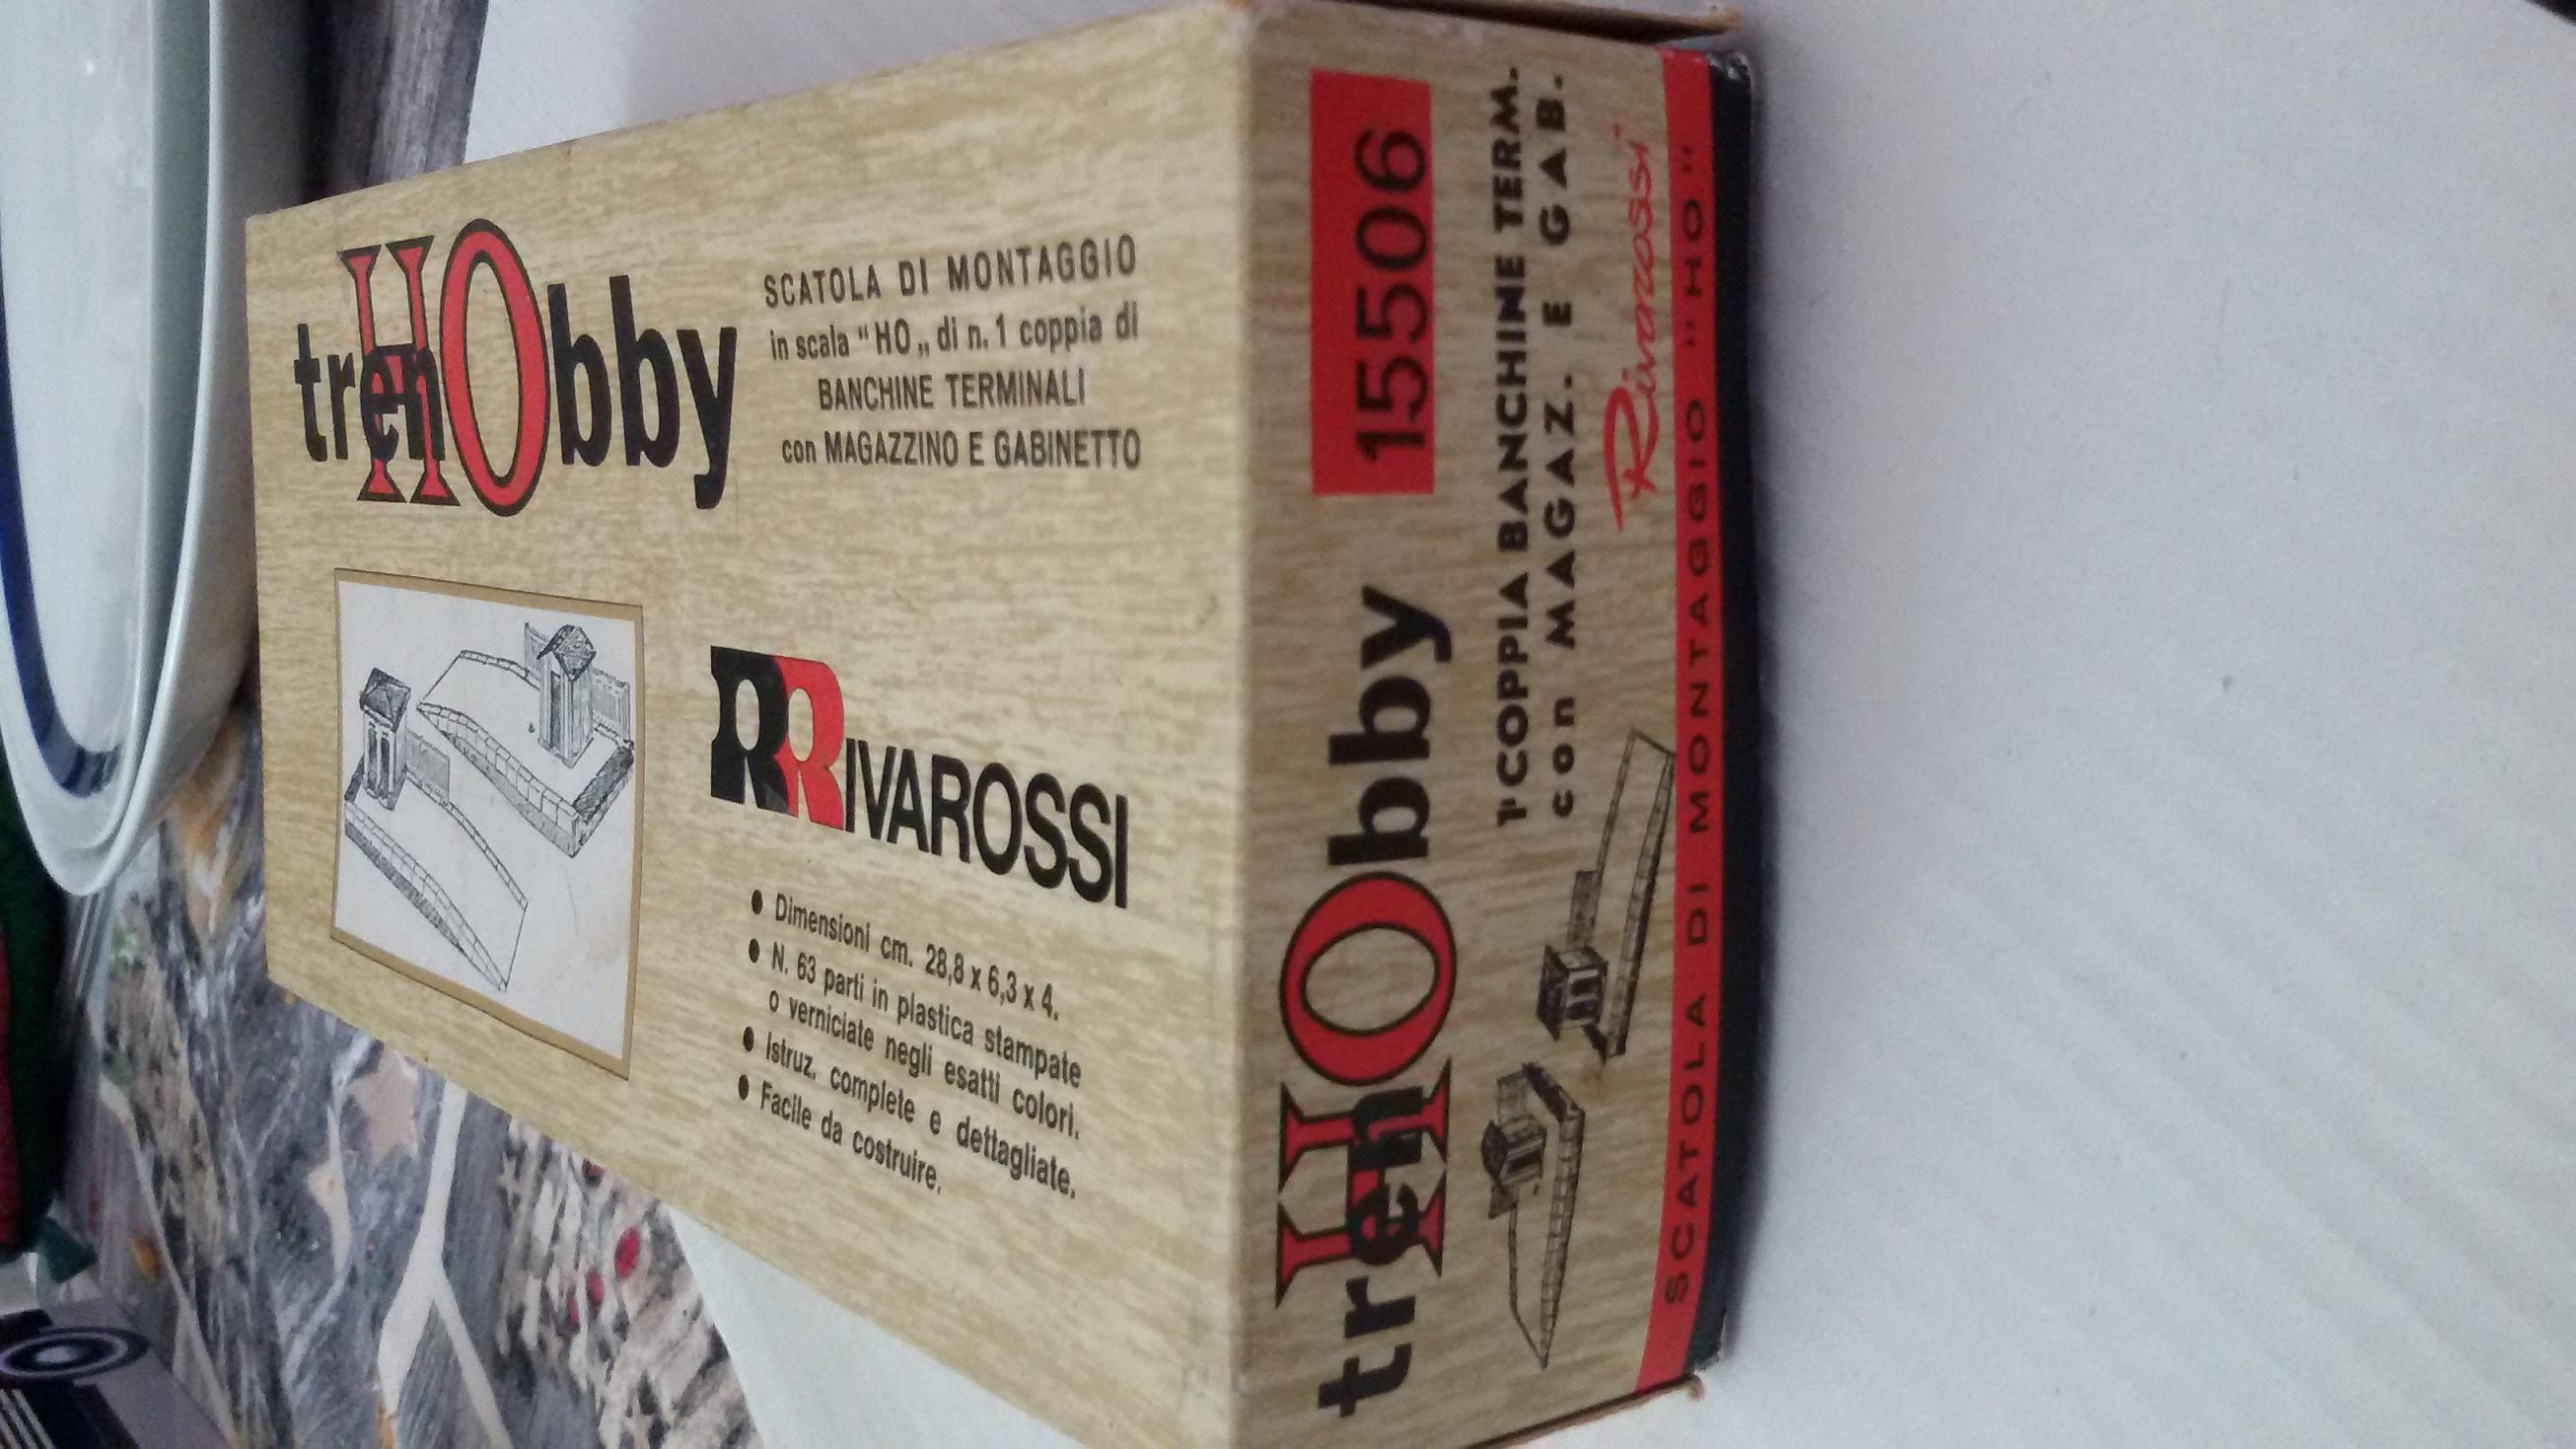 trenHObby
SCATOLA DI MONTAGGIO
in scala "HO„ di n. 1 coppia di
BANCHINE TERMINALI
con MAGAZZINO E GABINETTO
RRIVAROSSI
● Dimensioni cm. 28,8 x 6,3 x 4.
● N. 63 parti in plastica stampate
o verniciate negli esatti colori.
● Istruz. complete e dettagliate.
● Facile da costruire.
trenHObby
15506
1 COPPIA BANCHINE TERM.
con MAGAZ. E GAB.
Rivarossi
SCATOLA DI MONTAGGIO "HO"